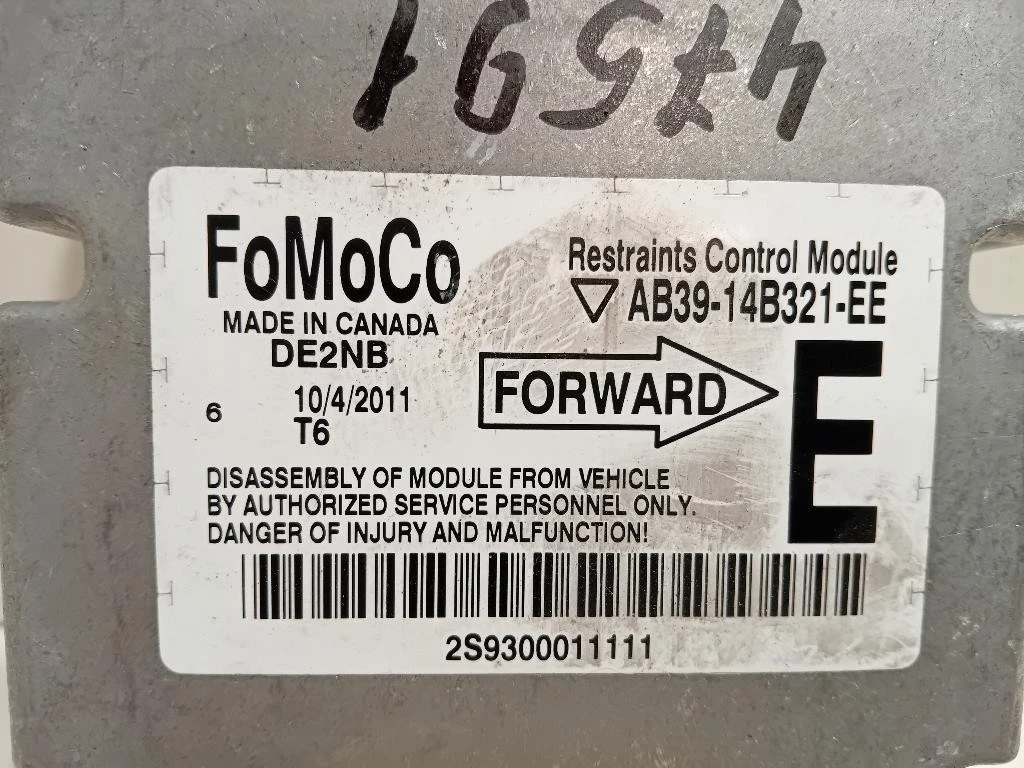 FoMoCo
MADE IN CANADA
DE2NB
6 10/4/2011
T6
Restraints Control Module
AB39-14B321-EE
FORWARD
E
DISASSEMBLY OF MODULE FROM VEHICLE
BY AUTHORIZED SERVICE PERSONNEL ONLY.
DANGER OF INJURY AND MALFUNCTION!
2S9300011111